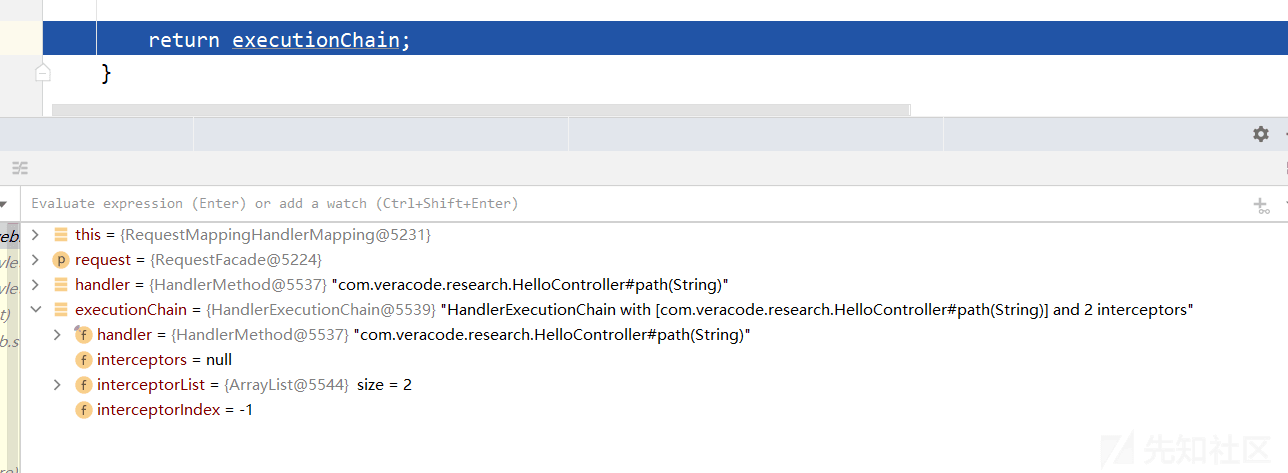 return executionChain;
}
Evaluate expression (Enter) or add a watch (Ctrl+Shift+Enter)
this = {RequestMappingHandlerMapping@5231}
p request = {RequestFacade@5224}
handler = {HandlerMethod@5537} "com.veracode.research.HelloController#path(String)"
executionChain = {HandlerExecutionChain@5539} "HandlerExecutionChain with [com.veracode.research.HelloController#path(String)] and 2 interceptors"
f handler = {HandlerMethod@5537} "com.veracode.research.HelloController#path(String)"
f interceptors = null
f interceptorList = {ArrayList@5544} size = 2
f interceptorIndex = -1
先知社区